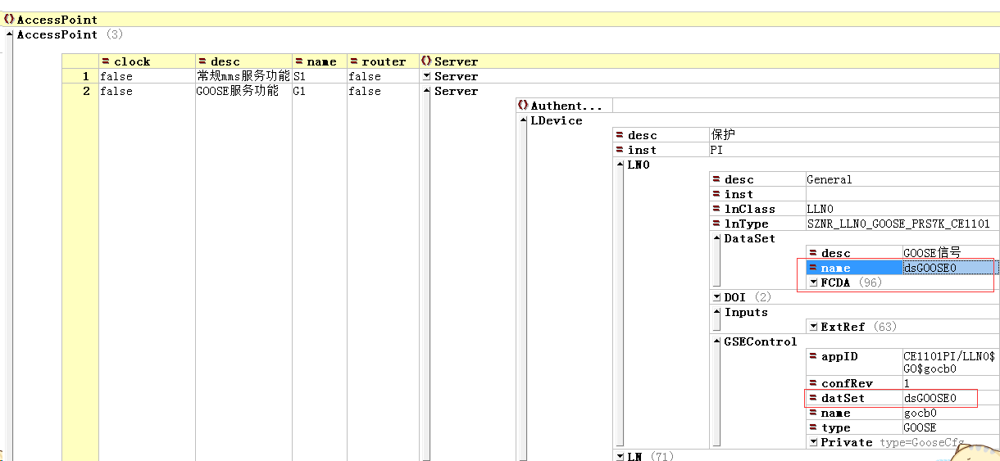 AccessPoint
AccessPoint (3)
clock desc name router Server
1 false 常规mms服务功能 S1 false Server
2 false GOOSE服务功能 G1 false Server
Authent...
LDevice
desc 保护
inst PI
LN0
desc General
inst
lnClass LLN0
lnType SZNR_LLN0_GOOSE_PRS7K_CE1101
DataSet
desc GOOSE信号
name dsGOOSE0
FCDA (96)
DOI (2)
Inputs
ExtRef (63)
GSEControl
appID CE1101PI/LLN0$
GO$gocb0
confRev 1
datSet dsGOOSE0
name gocb0
type GOOSE
Private type=GooseCfg
LN (71)